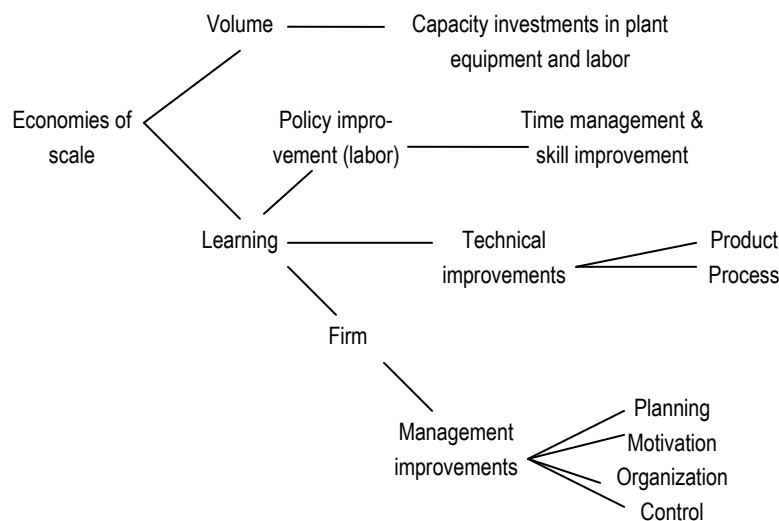 Volume
Capacity investments in plant
equipment and labor
Economies of
scale
Policy impro-
vement (labor)
Time management &
skill improvement
Learning
Technical
improvements
Product
Process
Firm
Management
improvements
Planning
Motivation
Organization
Control